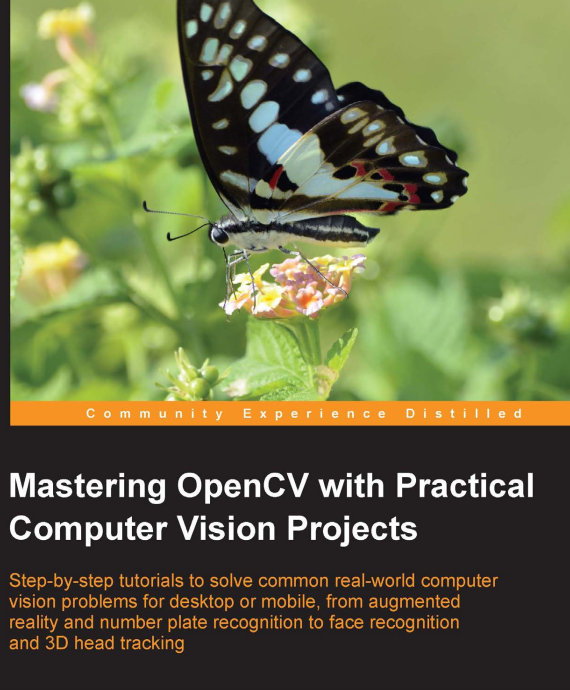 Community Experience Distilled
Mastering OpenCV with Practical
Computer Vision Projects
Step-by-step tutorials to solve common real-world computer
vision problems for desktop or mobile, from augmented
reality and number plate recognition to face recognition
and 3D head tracking